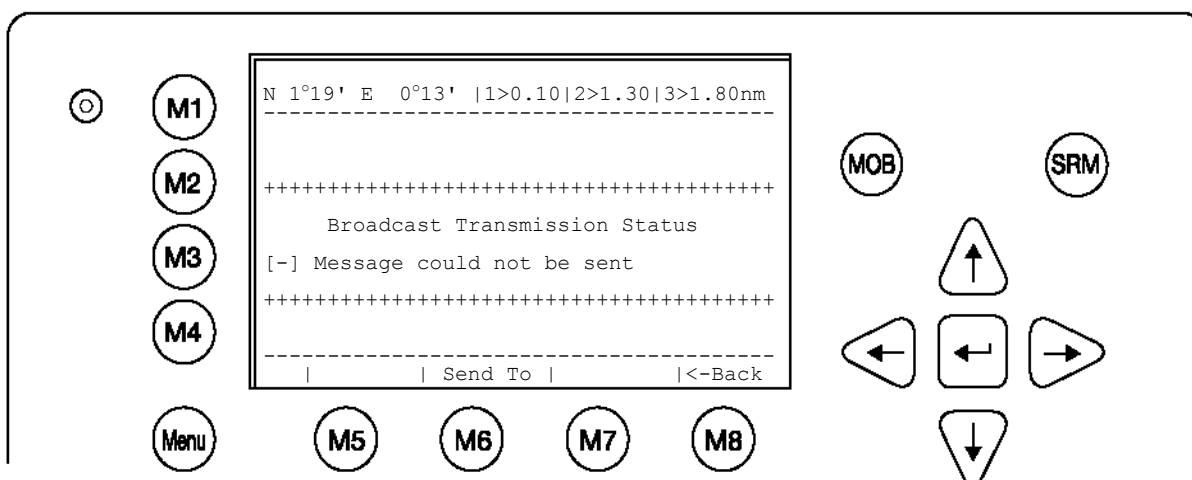 N 1°19' E 0°13' |1>0.10|2>1.30|3>1.80nm
-----------------------------------------
+++++++++++++++++++++++++++++++++++++++++
Broadcast Transmission Status
[-] Message could not be sent
+++++++++++++++++++++++++++++++++++++++++
-----------------------------------------
| | Send To | |<-Back
M1
M2
M3
M4
Menu
M5
M6
M7
M8
MOB
SRM